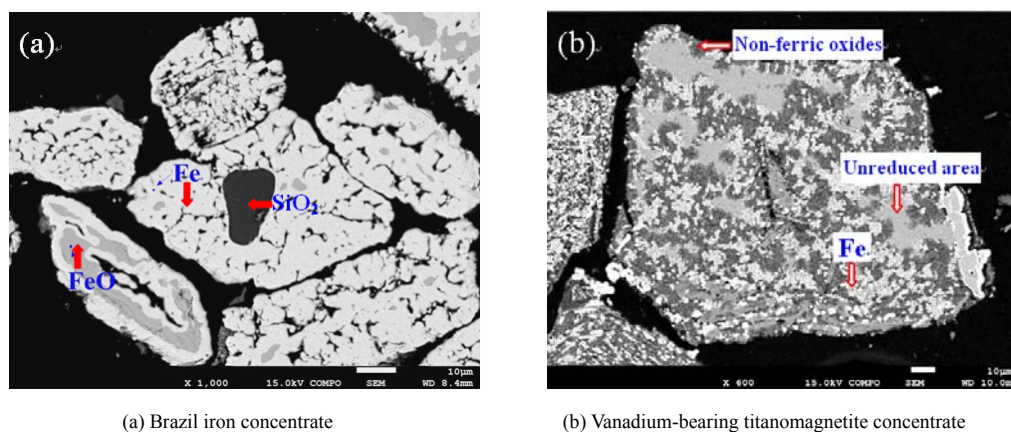 (a)
Fe
SiO₂
FeO
10μm
X 1,000 15.0kV COMPO SEM WD 8.4mm
(b)
Non-ferric oxides
Unreduced area
Fe
10μm
X 600 15.0kV COMPO SEM WD 10.0m
(a) Brazil iron concentrate
(b) Vanadium-bearing titanomagnetite concentrate